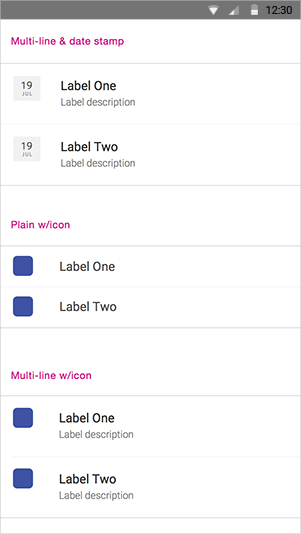 12:30
Multi-line & date stamp
19
JUL
Label One
Label description
19
JUL
Label Two
Label description
Plain w/icon
Label One
Label Two
Multi-line w/icon
Label One
Label description
Label Two
Label description